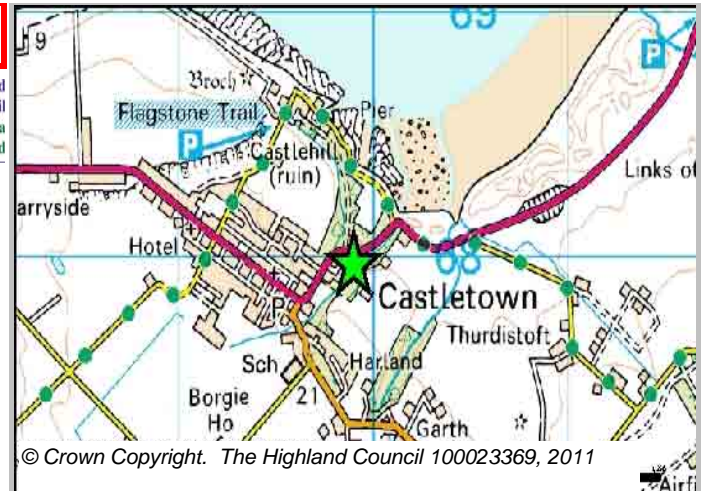 69
9
d
Broch
il
Flagstone Trail
Pier
P
a
d
P
Castlehill
(ruin)
Links of
arryside
Hotel
68
Castletown
P
Thurdistoft
Sch
Harland
Borgie
Ho
21
Garth
© Crown Copyright. The Highland Council 100023369, 2011
Airfi